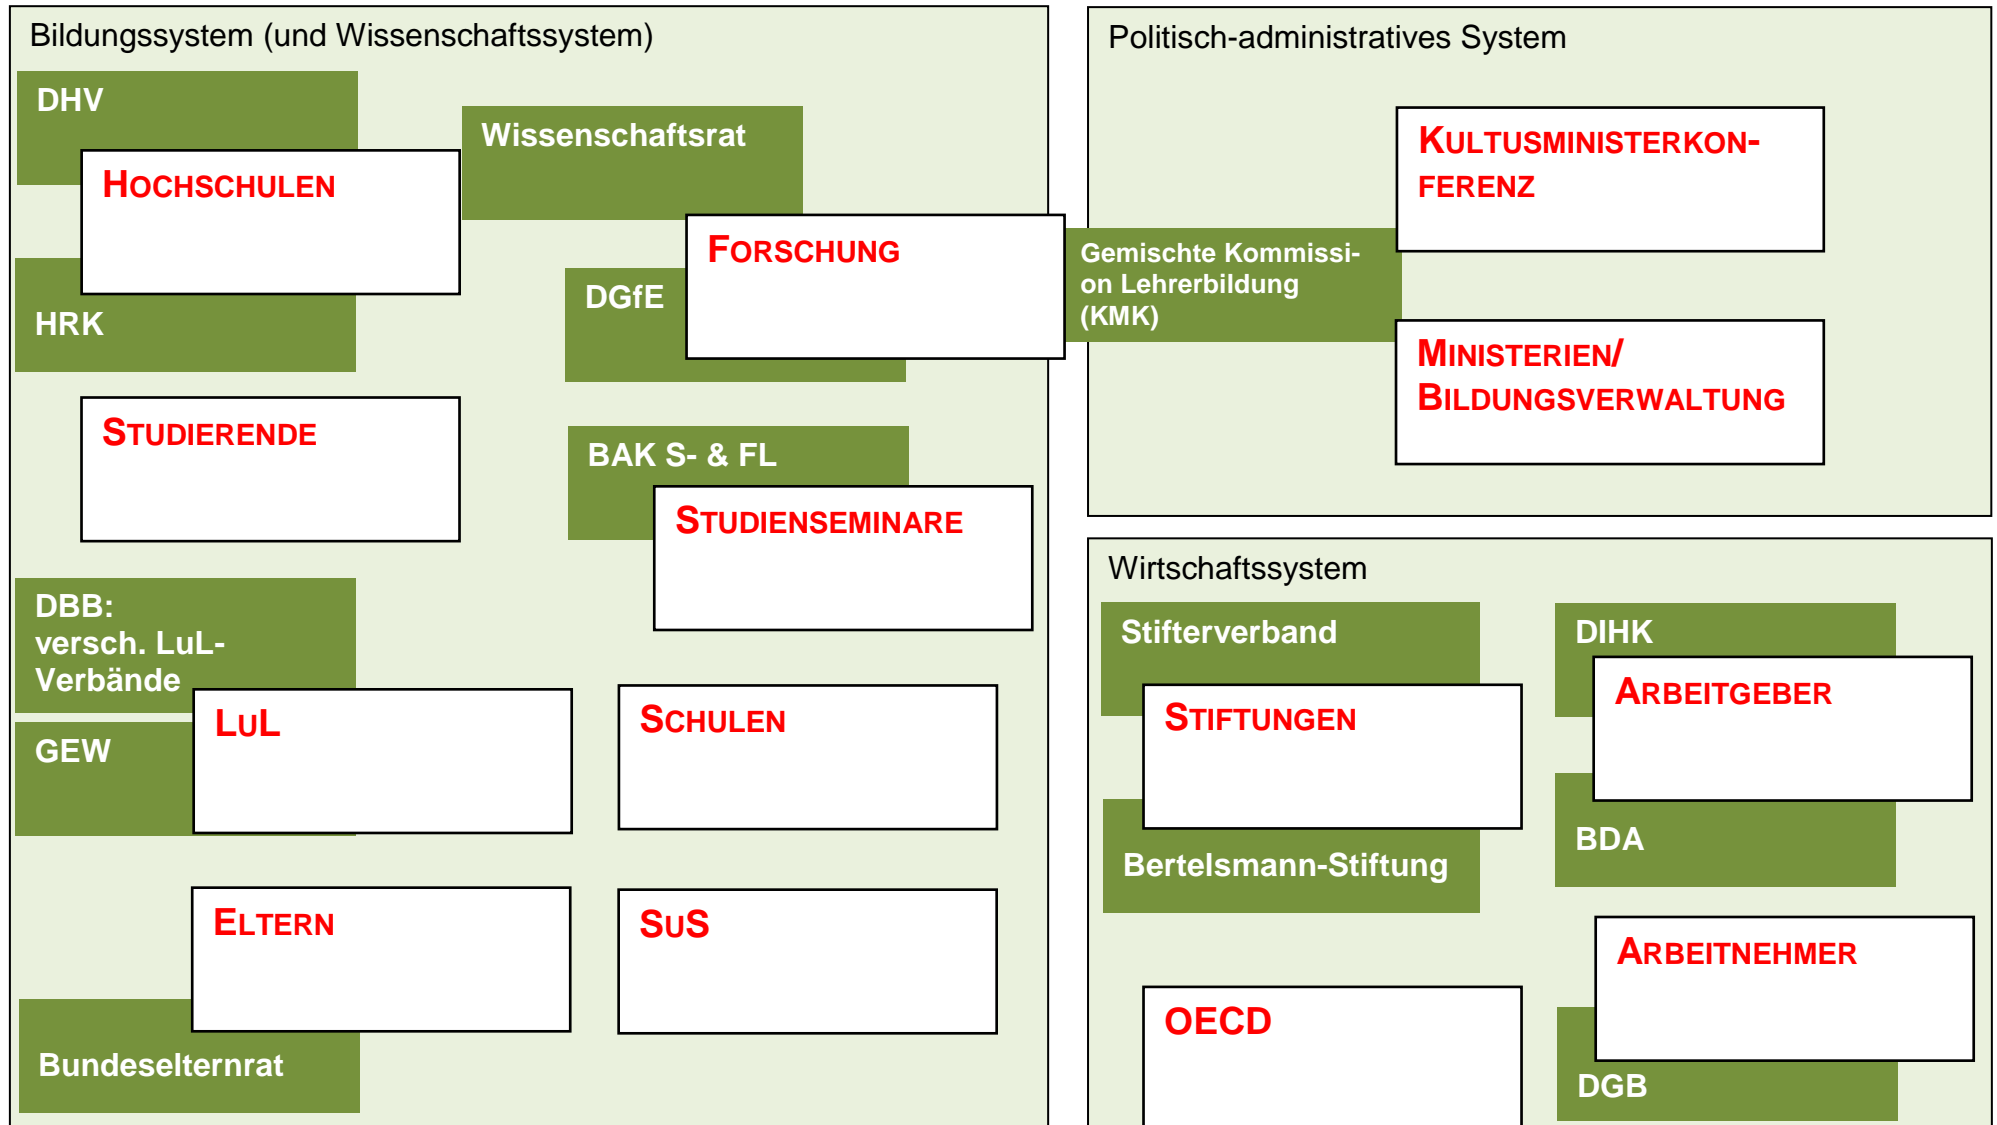 Bildungssystem (und Wissenschaftssystem)
DHV
HOCHSCHULEN
HRK
Wissenschaftsrat
FORSCHUNG
DGfE
STUDIERENDE
BAK S- & FL
STUDIENSEMINARE
DBB:
versch. LuL-
Verbände
LUL
GEW
SCHULEN
ELTERN
Bundeselternrat
SUS
Politisch-administratives System
KULTUSMINISTERKON-
FERENZ
Gemischte Kommissi-
on Lehrerbildung
(KMK)
MINISTERIEN/
BILDUNGSVERWALTUNG
Wirtschaftssystem
Stifterverband
STIFTUNGEN
Bertelsmann-Stiftung
DIHK
ARBEITGEBER
BDA
ARBEITNEHMER
DGB
OECD